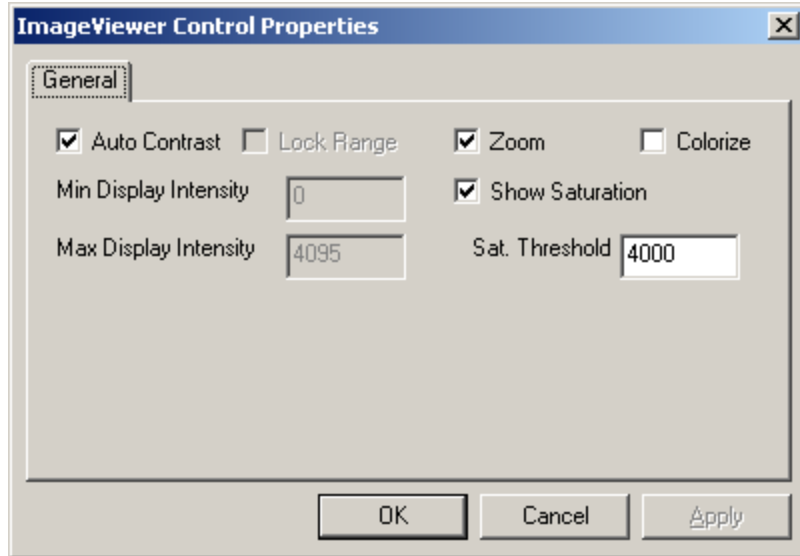 ImageViewer Control Properties
General
Auto Contrast Lock Range Zoom Colorize
Min Display Intensity 0 Show Saturation
Max Display Intensity 4095 Sat. Threshold 4000
OK Cancel Apply